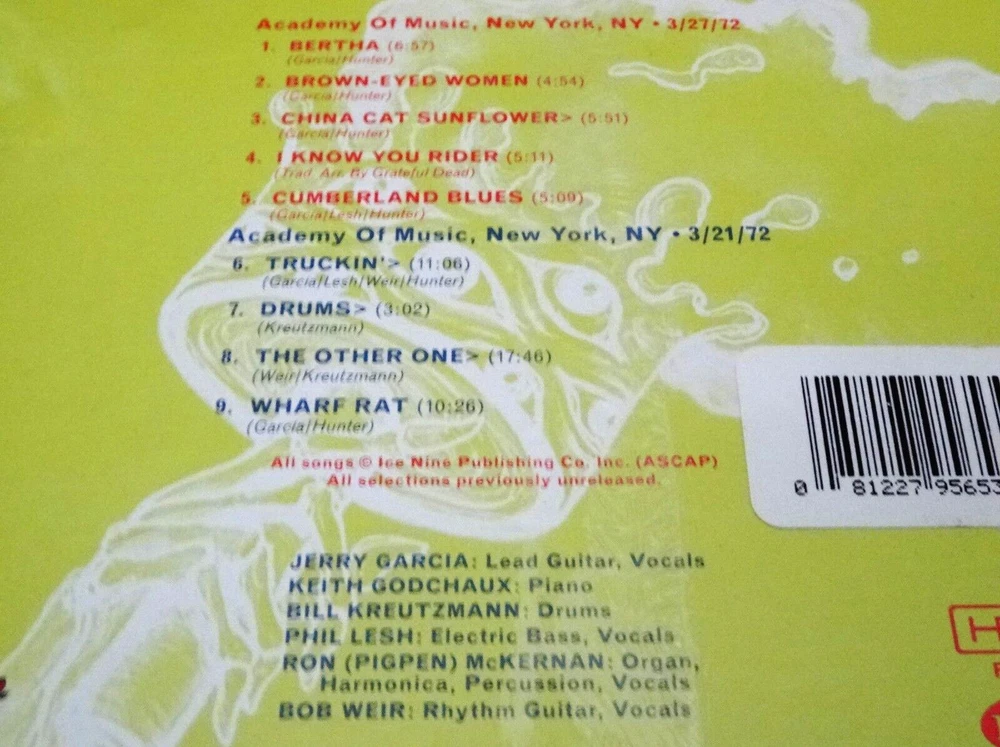 Academy Of Music, New York, NY • 3/27/72
1. BERTHA (6:57)
(Garcia/Hunter)
2. BROWN-EYED WOMEN (4:54)
(Garcia/Hunter)
3. CHINA CAT SUNFLOWER> (5:51)
(Garcia/Hunter)
4. I KNOW YOU RIDER (5:11)
(Trad. Arr. By Grateful Dead)
5. CUMBERLAND BLUES (5:09)
(Garcia/Lesh/Hunter)
Academy Of Music, New York, NY • 3/21/72
6. TRUCKIN'> (11:06)
(Garcia/Lesh/Weir/Hunter)
7. DRUMS> (3:02)
(Kreutzmann)
8. THE OTHER ONE> (17:46)
(Weir/Kreutzmann)
9. WHARF RAT (10:26)
(Garcia/Hunter)
All songs © Ice Nine Publishing Co. Inc. (ASCAP)
All selections previously unreleased.
0 81227 95653
JERRY GARCIA: Lead Guitar, Vocals
KEITH GODCHAUX: Piano
BILL KREUTZMANN: Drums
PHIL LESH: Electric Bass, Vocals
RON (PIGPEN) McKERNAN: Organ,
Harmonica, Percussion, Vocals
BOB WEIR: Rhythm Guitar, Vocals
H